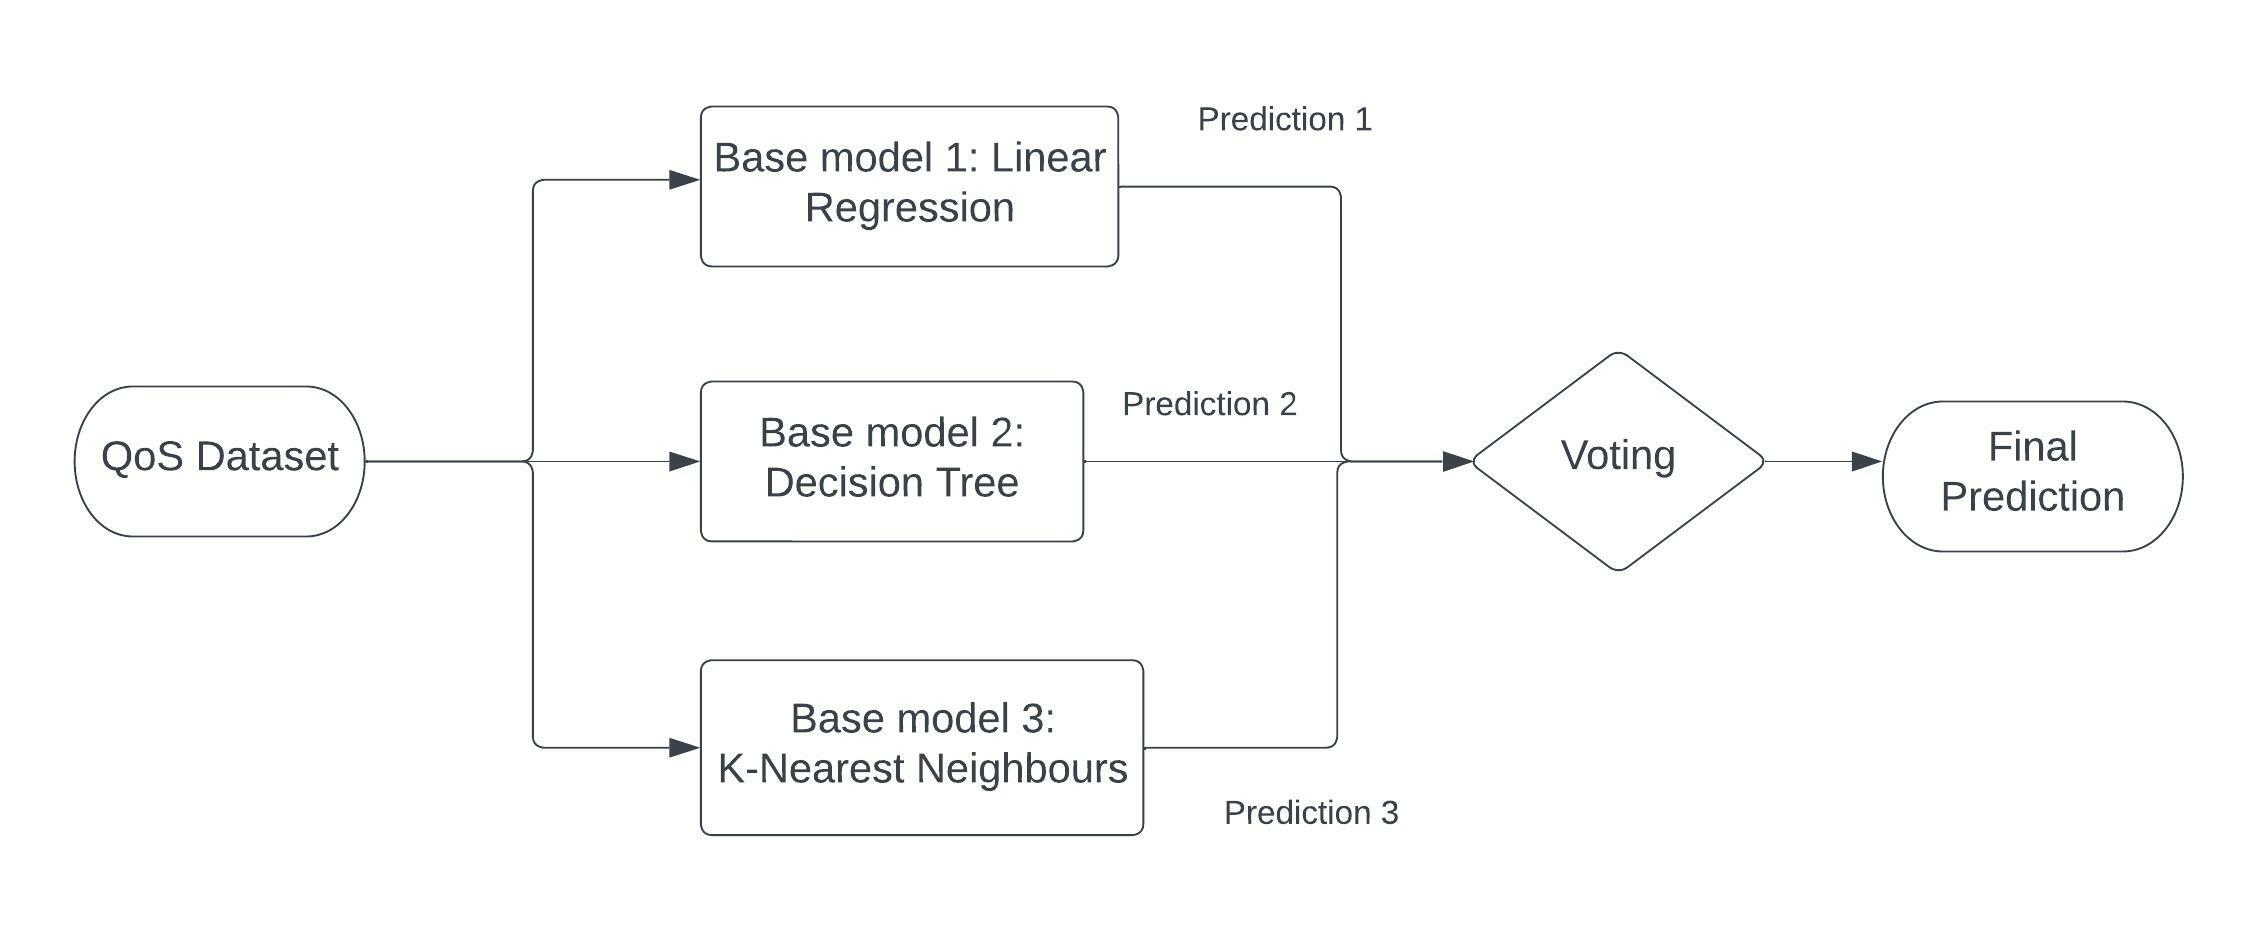 QoS Dataset
Base model 1: Linear
Regression
Prediction 1
Base model 2:
Decision Tree
Prediction 2
Base model 3:
K-Nearest Neighbours
Prediction 3
Voting
Final
Prediction